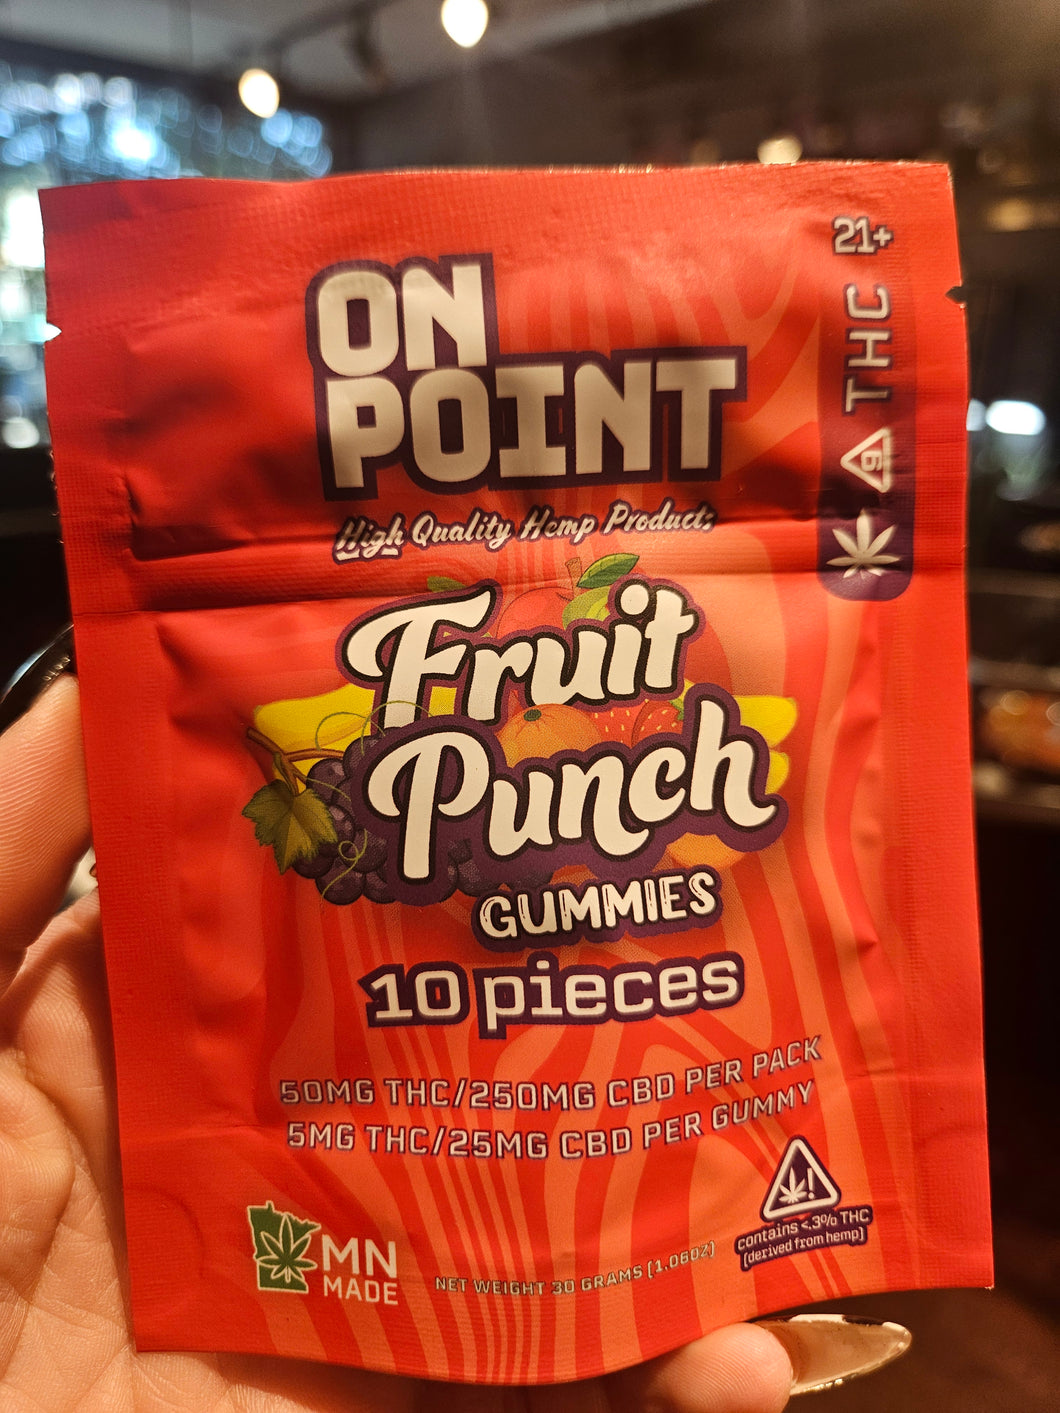 21+
THC
9
ON
POINT
High Quality Hemp Products
Fruit
Punch
GUMMIES
10 pieces
50MG THC/250MG CBD PER PACK
5MG THC/25MG CBD PER GUMMY
!
contains <.3% THC
(derived from hemp)
MN
MADE
NET WEIGHT 30 GRAMS (1.06OZ)